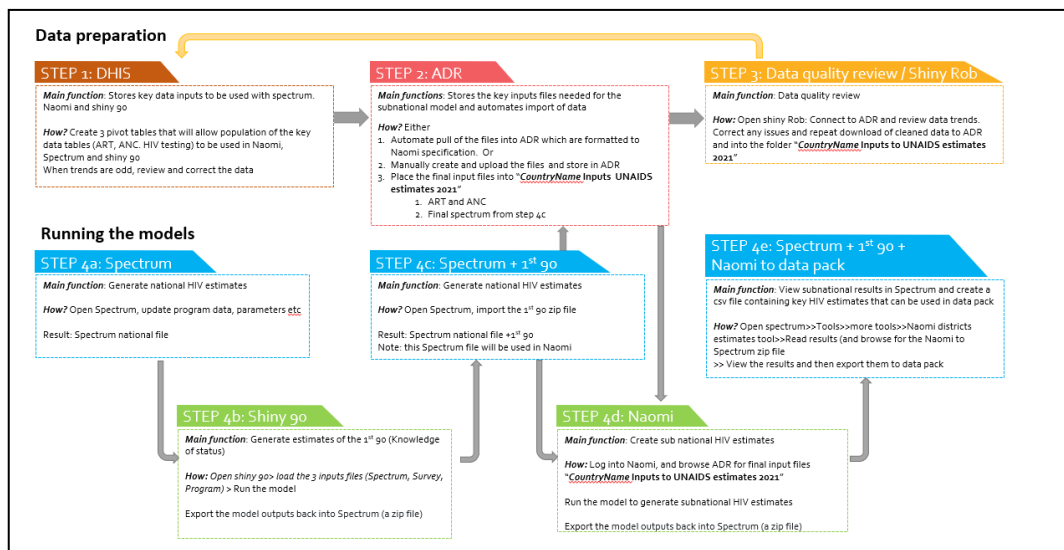 Data preparation
STEP 1: DHIS
Main function: Stores key data inputs to be used with spectrum.
Naomi and shiny 90
How? Create 3 pivot tables that will allow population of the key
data tables (ART, ANC. HIV testing) to be used in Naomi,
Spectrum and shiny 90
When trends are odd, review and correct the data
STEP 2: ADR
Main functions: Stores the key inputs files needed for the
subnational model and automates import of data
How? Either
1. Automate pull of the files into ADR which are formatted to
Naomi specification. Or
2. Manually create and upload the files and store in ADR
3. Place the final input files into "CountryName Inputs UNAIDS
estimates 2021"
1. ART and ANC
2. Final spectrum from step 4c
STEP 3: Data quality review / Shiny Rob
Main function: Data quality review
How: Open shiny Rob: Connect to ADR and review data trends.
Correct any issues and repeat download of cleaned data to ADR
and into the folder "CountryName Inputs to UNAIDS estimates
2021"
Running the models
STEP 4a: Spectrum
Main function: Generate national HIV estimates
How? Open Spectrum, update program data, parameters etc
Result: Spectrum national file
STEP 4b: Shiny 90
Main function: Generate estimates of the 1st 90 (Knowledge
of status)
How: Open shiny 90> load the 3 inputs files (Spectrum, Survey,
Program) > Run the model
Export the model outputs back into Spectrum (a zip file)
STEP 4c: Spectrum + 1st 90
Main function: Generate national HIV estimates
How? Open Spectrum, import the 1st 90 zip file
Result: Spectrum national file +1st 90
Note: this Spectrum file will be used in Naomi
STEP 4d: Naomi
Main function: Create sub national HIV estimates
How: Log into Naomi, and browse ADR for final input files
"CountryName Inputs to UNAIDS estimates 2021"
Run the model to generate subnational HIV estimates
Export the model outputs back into Spectrum (a zip file)
STEP 4e: Spectrum + 1st 90 +
Naomi to data pack
Main function: View subnational results in Spectrum and create a
csv file containing key HIV estimates that can be used in data pack
How? Open spectrum>>Tools>>more tools>>Naomi districts
estimates tool>>Read results (and browse for the Naomi to
Spectrum zip file
>> View the results and then export them to data pack